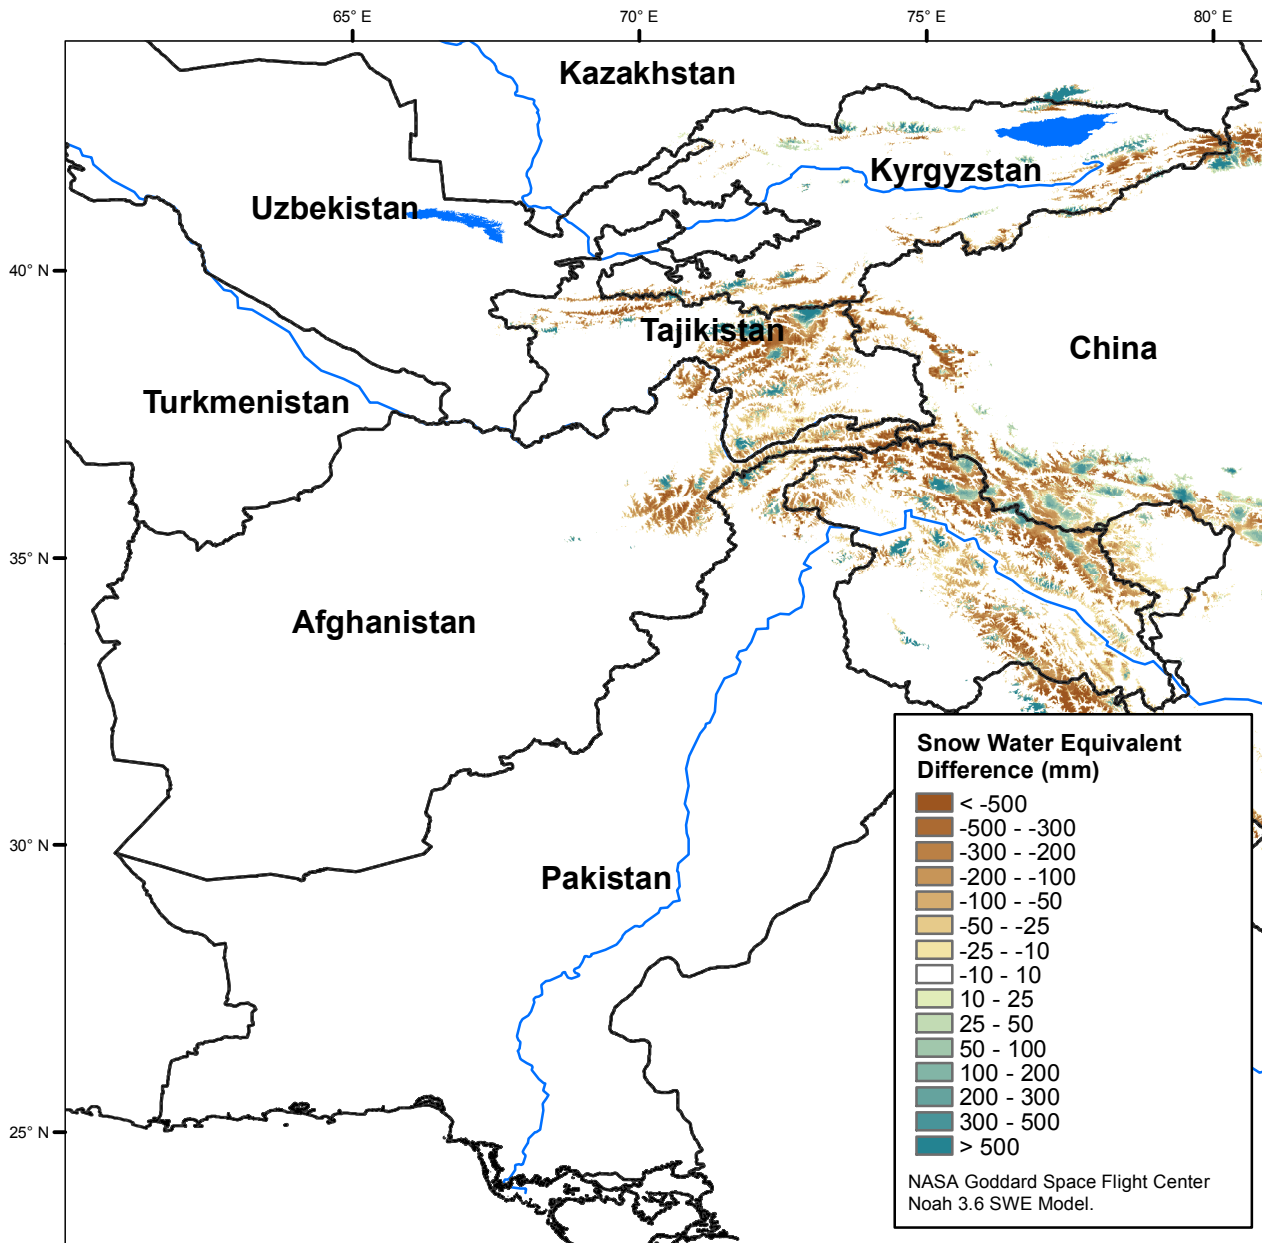 65° E
70° E
75° E
80° E
Kazakhstan
Kyrgyzstan
Uzbekistan
40° N
Tajikistan
China
Turkmenistan
35° N
Afghanistan
30° N
Pakistan
25° N
Snow Water Equivalent
Difference (mm)
< -500
-500 - -300
-300 - -200
-200 - -100
-100 - -50
-50 - -25
-25 - -10
-10 - 10
10 - 25
25 - 50
50 - 100
100 - 200
200 - 300
300 - 500
> 500
NASA Goddard Space Flight Center
Noah 3.6 SWE Model.